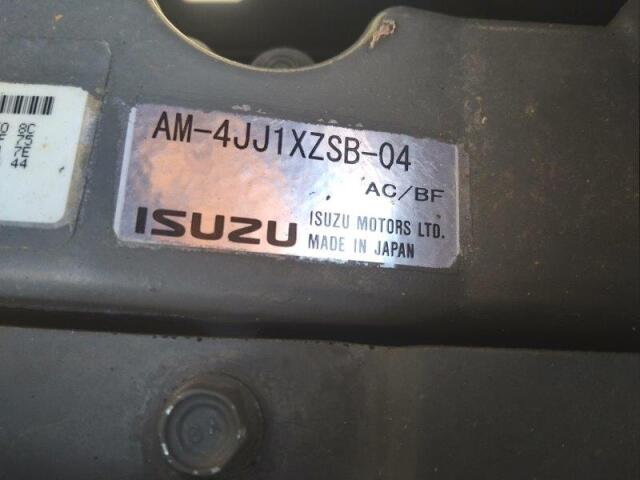 AM-4JJ1XZSB-04
AC/BF
ISUZU
ISUZU MOTORS LTD.
MADE IN JAPAN